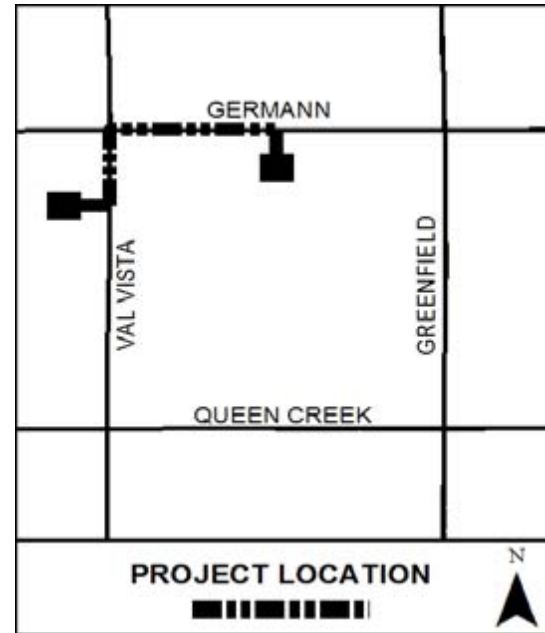 GERMANN
VAL VISTA
GREENFIELD
QUEEN CREEK
PROJECT LOCATION
N